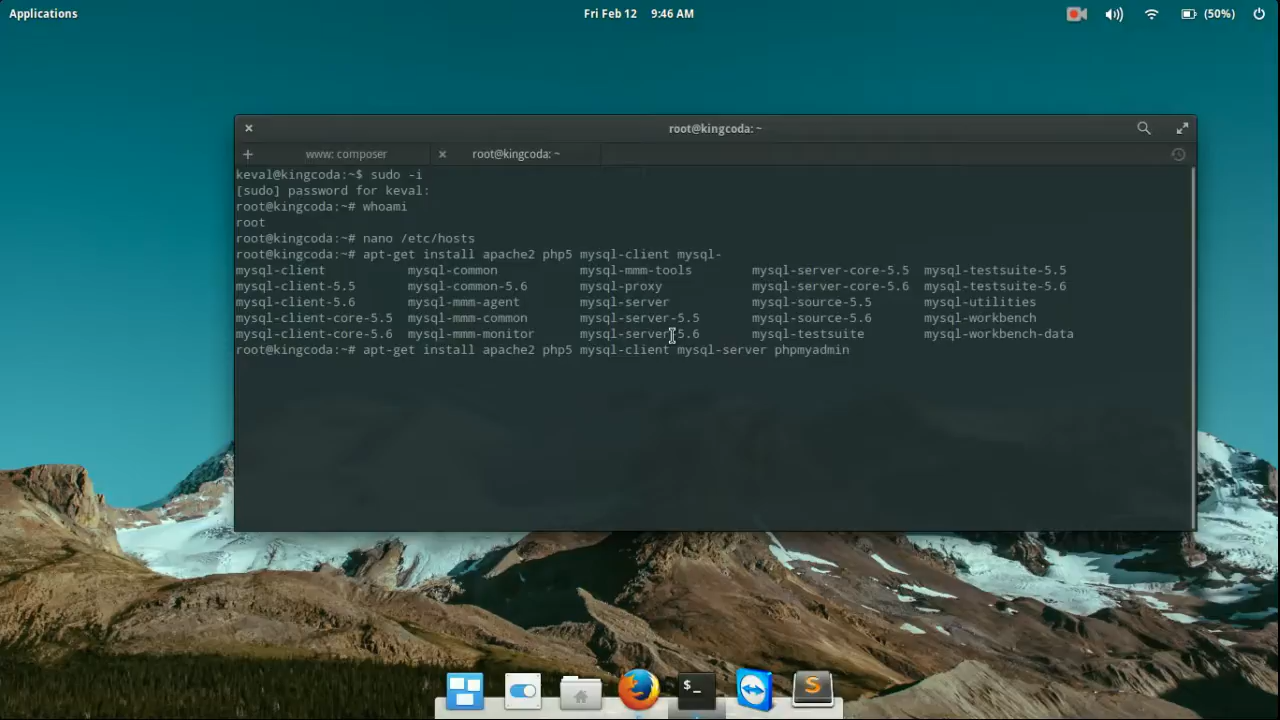 Applications
Fri Feb 12 9:46 AM
(50%)
root@kingcoda: ~
www: composer
root@kingcoda: ~
keval@kingcoda:~$ sudo -i
[sudo] password for keval:
root@kingcoda:~# whoami
root
root@kingcoda:~# nano /etc/hosts
root@kingcoda:~# apt-get install apache2 php5 mysql-client mysql-
mysql-client mysql-common mysql-mmm-tools mysql-server-core-5.5 mysql-testsuite-5.5
mysql-client-5.5 mysql-common-5.6 mysql-proxy mysql-server-core-5.6 mysql-testsuite-5.6
mysql-client-5.6 mysql-mmm-agent mysql-server mysql-source-5.5 mysql-utilities
mysql-client-core-5.5 mysql-mmm-common mysql-server-5.5 mysql-source-5.6 mysql-workbench
mysql-client-core-5.6 mysql-mmm-monitor mysql-server-5.6 mysql-testsuite mysql-workbench-data
root@kingcoda:~# apt-get install apache2 php5 mysql-client mysql-server phpmyadmin
$_
S